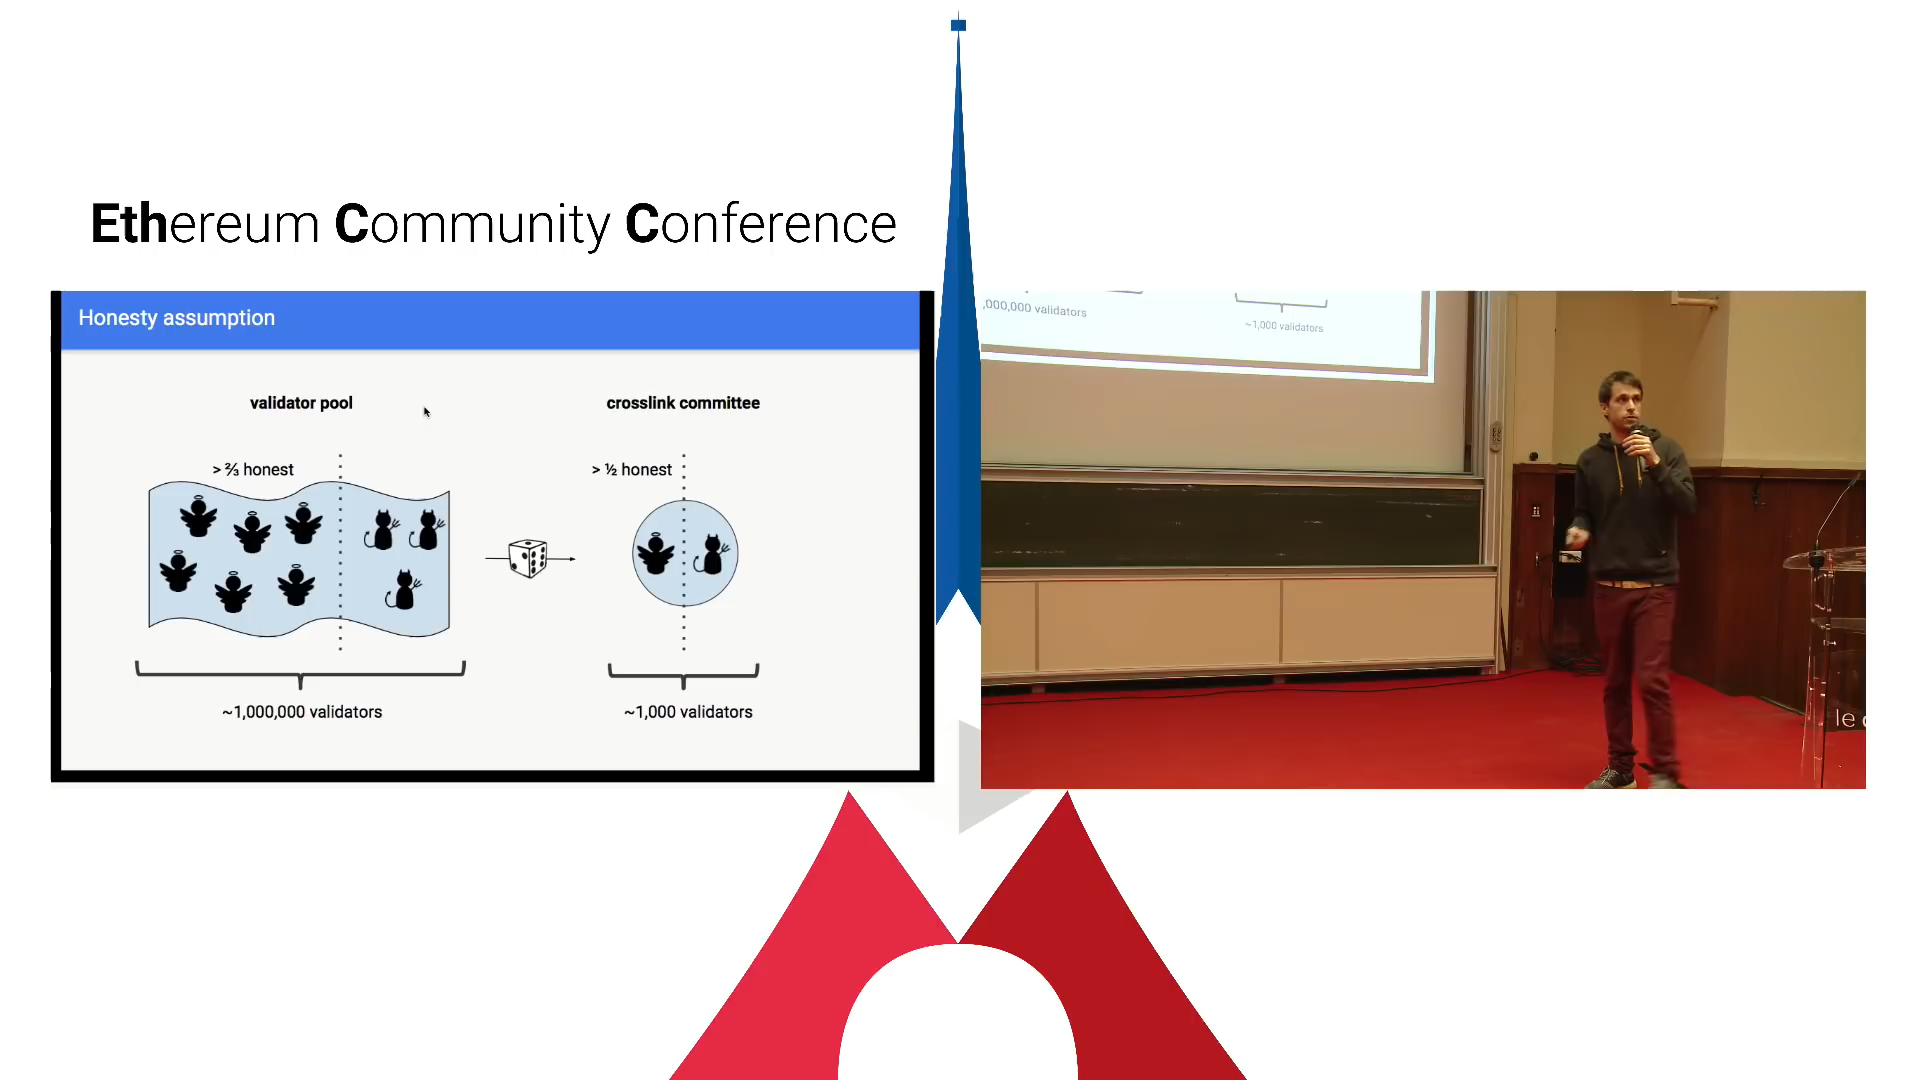 Ethereum Community Conference
Honesty assumption
validator pool
crosslink committee
> ⅔ honest
> ½ honest
~1,000,000 validators
~1,000 validators
,000,000 validators
~1,000 validators
le